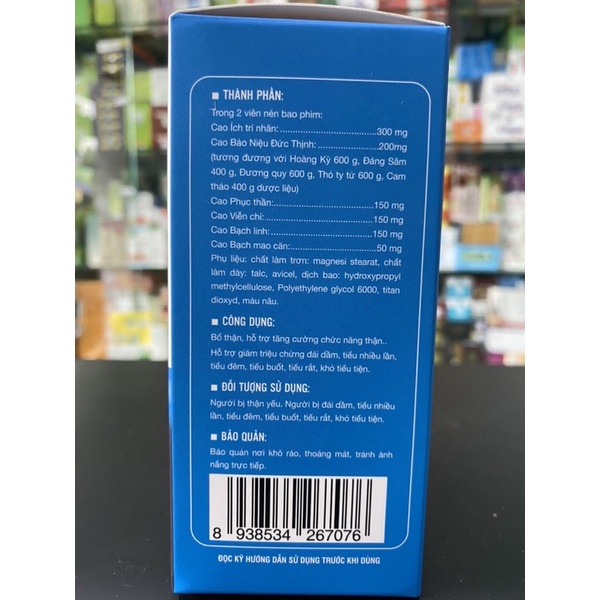 THÀNH PHẦN:
Trong 2 viên nén bao phim:
Cao Ích trí nhân:..............................300 mg
Cao Bảo Niệu Đức Thịnh:....................200mg
(tương đương với Hoàng Kỳ 600 g, Đảng Sâm
400 g, Đương quy 600 g, Thỏ ty tử 600 g, Cam
thảo 400 g dược liệu)
Cao Phục thần:.................................150 mg
Cao Viễn chí:....................................150 mg
Cao Bạch linh:..................................150 mg
Cao Bạch mao căn:............................50 mg
Phụ liệu: chất làm trơn: magnesi stearat, chất
làm dày: talc, avicel, dịch bao: hydroxypropyl
methylcellulose, Polyethylene glycol 6000, titan
dioxyd, màu nâu.
CÔNG DỤNG:
Bổ thận, hỗ trợ tăng cường chức năng thận..
Hỗ trợ giảm triệu chứng đái dầm, tiểu nhiều lần,
tiểu đêm, tiểu buốt, tiểu rắt, khó tiểu tiện.
ĐỐI TƯỢNG SỬ DỤNG:
Người bị thận yếu. Người bị đái dầm, tiểu nhiều
lần, tiểu đêm, tiểu buốt, tiểu rắt, khó tiểu tiện.
BẢO QUẢN:
Bảo quản nơi khô ráo, thoáng mát, tránh ánh
nắng trực tiếp.
8 938534 267076
ĐỌC KỸ HƯỚNG DẪN SỬ DỤNG TRƯỚC KHI DÙNG